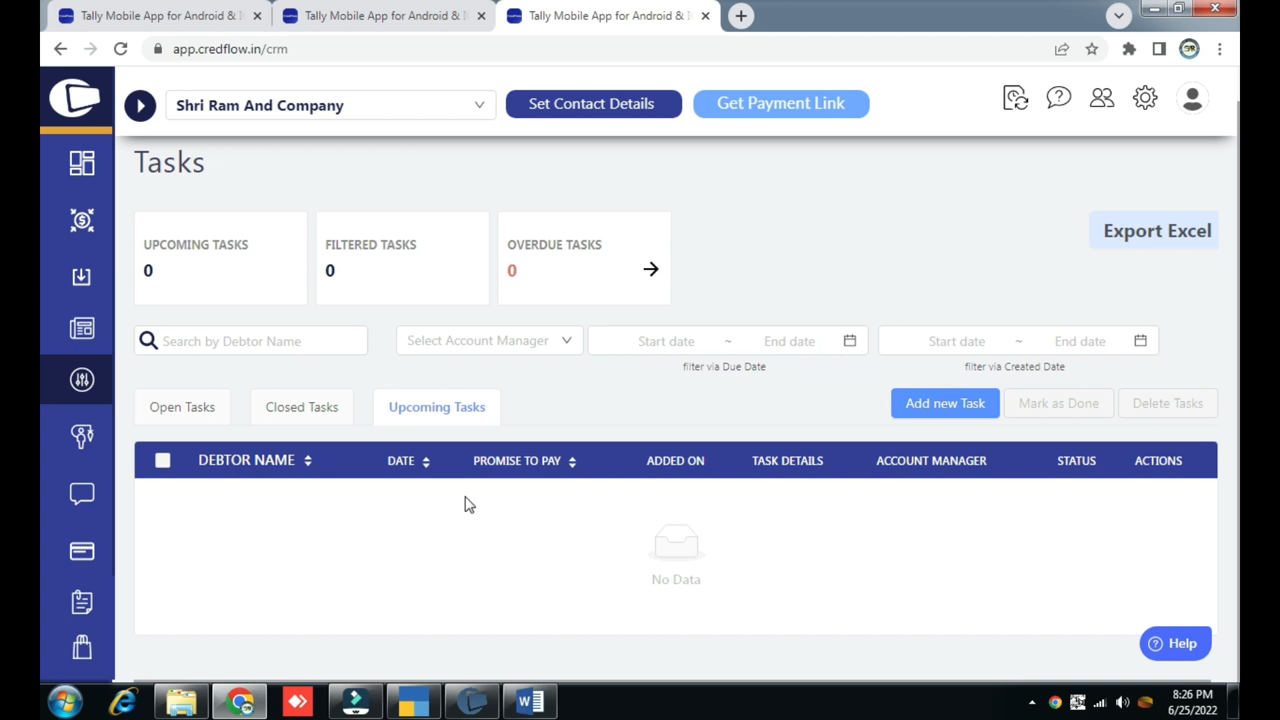 Tally Mobile App for Android & I
Tally Mobile App for Android & I
Tally Mobile App for Android & I
app.credflow.in/crm
Shri Ram And Company
Set Contact Details
Get Payment Link
Tasks
UPCOMING TASKS
FILTERED TASKS
OVERDUE TASKS
0
0
0
Export Excel
Search by Debtor Name
Select Account Manager
Start date ~ End date
Start date ~ End date
filter via Due Date
filter via Created Date
Open Tasks
Closed Tasks
Upcoming Tasks
Add new Task
Mark as Done
Delete Tasks
DEBTOR NAME
DATE
PROMISE TO PAY
ADDED ON
TASK DETAILS
ACCOUNT MANAGER
STATUS
ACTIONS
No Data
Help
8:26 PM
6/25/2022